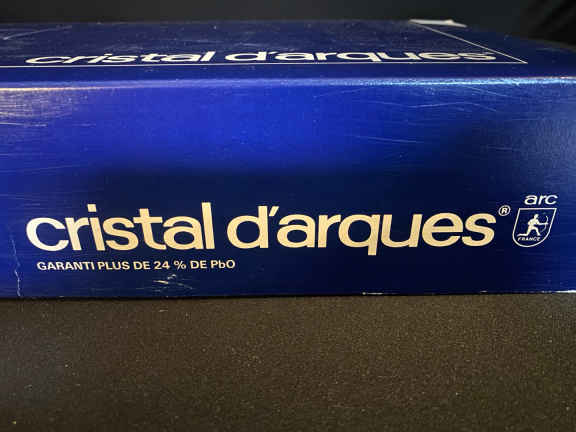 cristal d'arques
cristal d'arques®
arc
FRANCE
GARANTI PLUS DE 24 % DE PbO